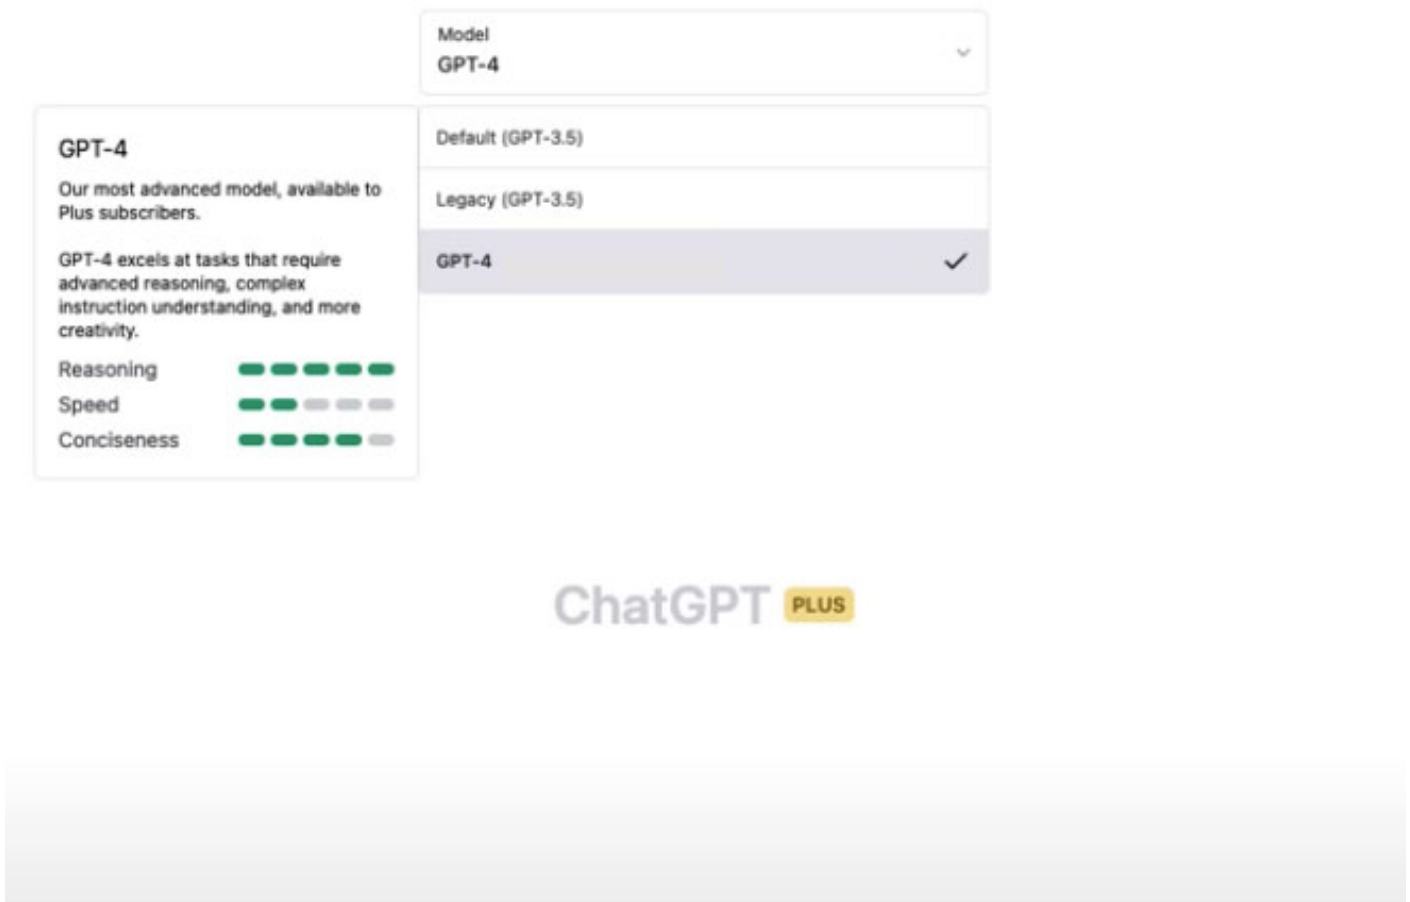 Model
GPT-4
GPT-4
Our most advanced model, available to
Plus subscribers.
GPT-4 excels at tasks that require
advanced reasoning, complex
instruction understanding, and more
creativity.
Reasoning
Speed
Conciseness
Default (GPT-3.5)
Legacy (GPT-3.5)
GPT-4
ChatGPT PLUS